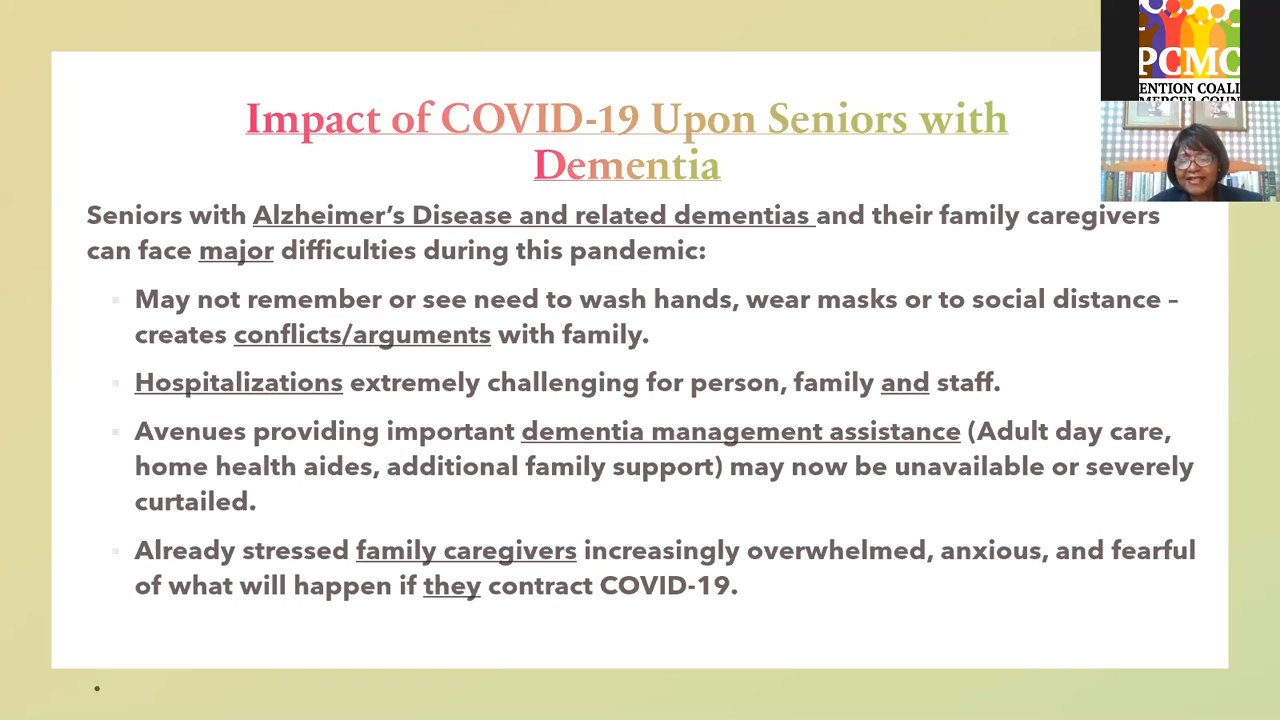 Impact of COVID-19 Upon Seniors with
Dementia
Seniors with Alzheimer's Disease and related dementias and their family caregivers
can face major difficulties during this pandemic:
May not remember or see need to wash hands, wear masks or to social distance –
creates conflicts/arguments with family.
Hospitalizations extremely challenging for person, family and staff.
Avenues providing important dementia management assistance (Adult day care,
home health aides, additional family support) may now be unavailable or severely
curtailed.
Already stressed family caregivers increasingly overwhelmed, anxious, and fearful
of what will happen if they contract COVID-19.
PCMC
ENTION COALI
MERCER COUN